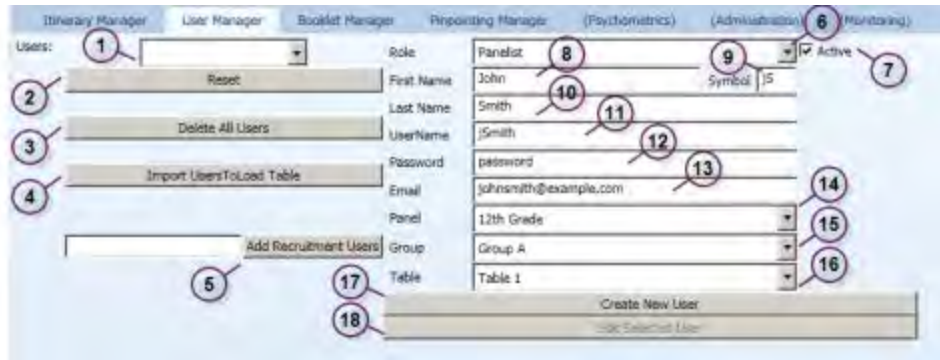 Itinerary Manager User Manager Booklet Manager Pinpointing Manager (Psychometrics) (Administration) (Monitoring)
Users: 1 Role Panelist 6 Active 7
2 Reset First Name John 8 Symbol JS 9
Last Name Smith 10
3 Delete All Users UserName JSmith 11
Password password 12
4 Import UsersToLoad Table Email johnsmith@example.com 13
Panel 12th Grade 14
Add Recruitment Users 5 Group Group A 15
Table Table 1 16
17 Create New User
18 Edit Selected User